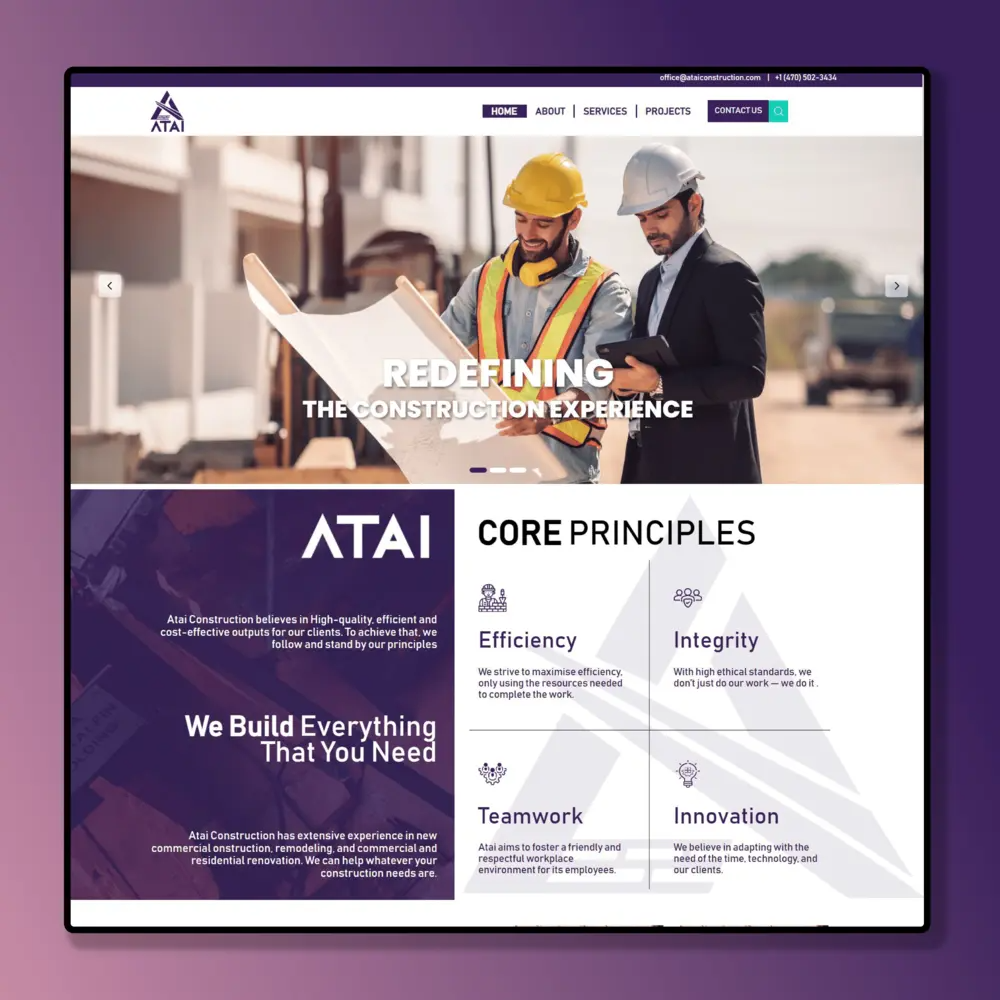 office@ataiconstruction.com | +1 (470) 502-3434
ATAI
HOME ABOUT | SERVICES | PROJECTS CONTACT US
REDEFINING
THE CONSTRUCTION EXPERIENCE
ATAI
Atai Construction believes in High-quality, efficient and
cost-effective outputs for our clients. To achieve that, we
follow and stand by our principles
We Build Everything
That You Need
Atai Construction has extensive experience in new
commercial onstruction, remodeling, and commercial and
residential renovation. We can help whatever your
construction needs are.
CORE PRINCIPLES
Efficiency
We strive to maximise efficiency,
only using the resources needed
to complete the work.
Integrity
With high ethical standards, we
don't just do our work — we do it .
Teamwork
Atai aims to foster a friendly and
respectful workplace
environment for its employees.
Innovation
We believe in adapting with the
need of the time, technology, and
our clients.